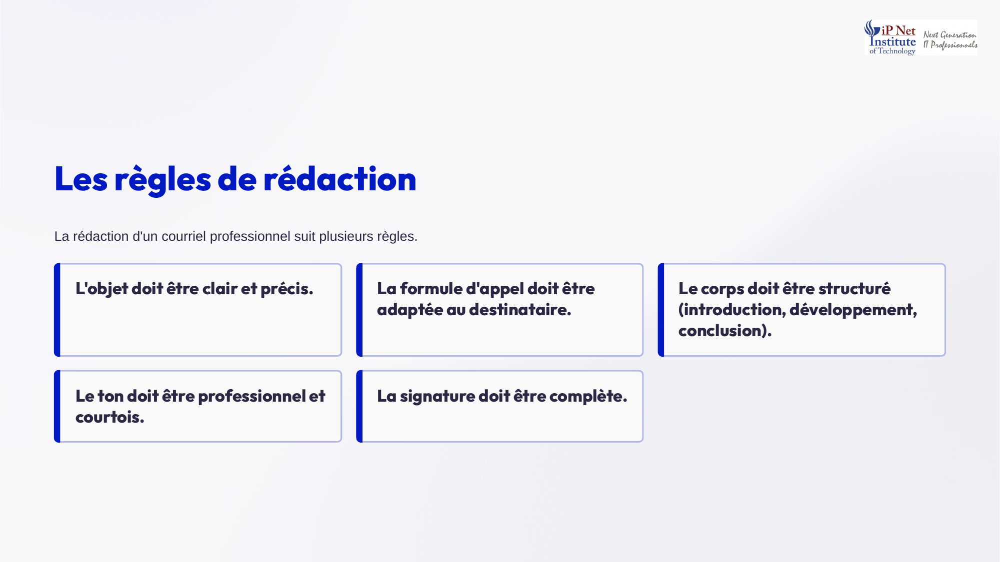 iP Net
Institute
of Technology
Next Generation
IT Professionnels
Les règles de rédaction
La rédaction d'un courriel professionnel suit plusieurs règles.
L'objet doit être clair et précis.
La formule d'appel doit être
adaptée au destinataire.
Le corps doit être structuré
(introduction, développement,
conclusion).
Le ton doit être professionnel et
courtois.
La signature doit être complète.